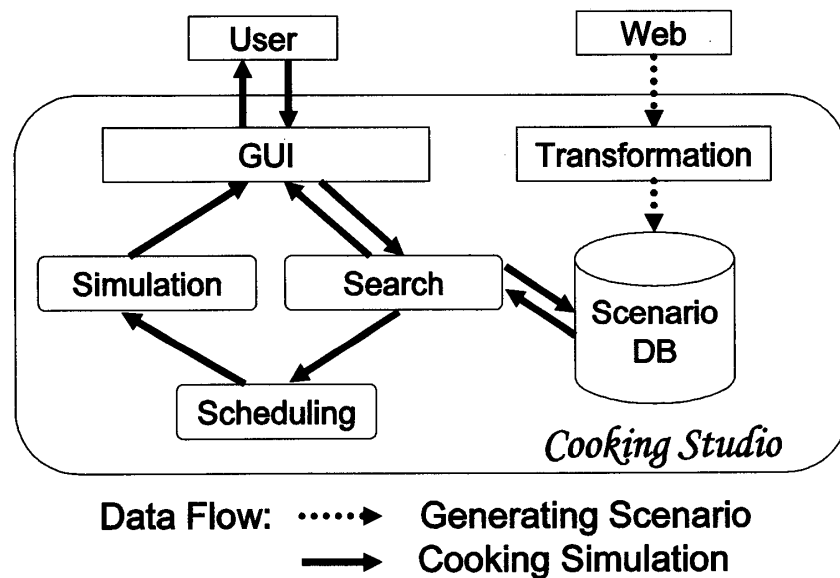 User
Web
GUI
Transformation
Simulation
Search
Scenario
DB
Scheduling
Cooking Studio
Data Flow:
Generating Scenario
Cooking Simulation